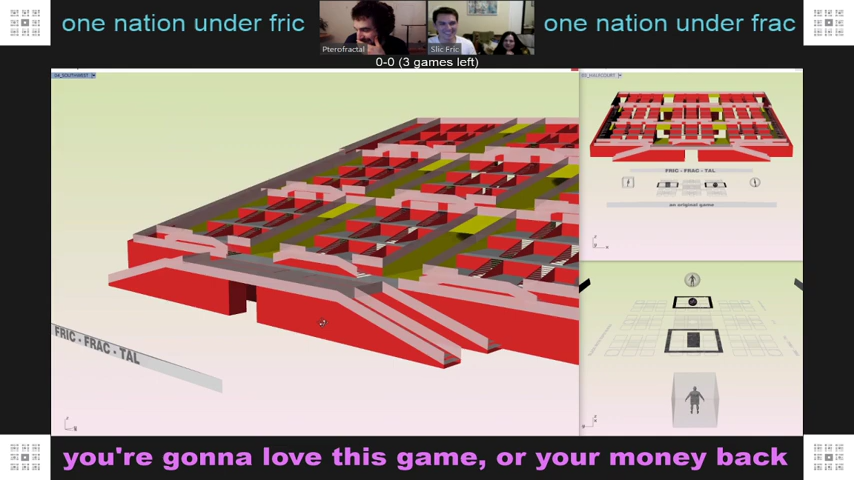 one nation under fric
one nation under frac
Pterofractal
Slic Fric
0-0 (3 games left)
FRIC - FRAC - TAL
FRIC - FRAC - TAL
an original game
you're gonna love this game, or your money back